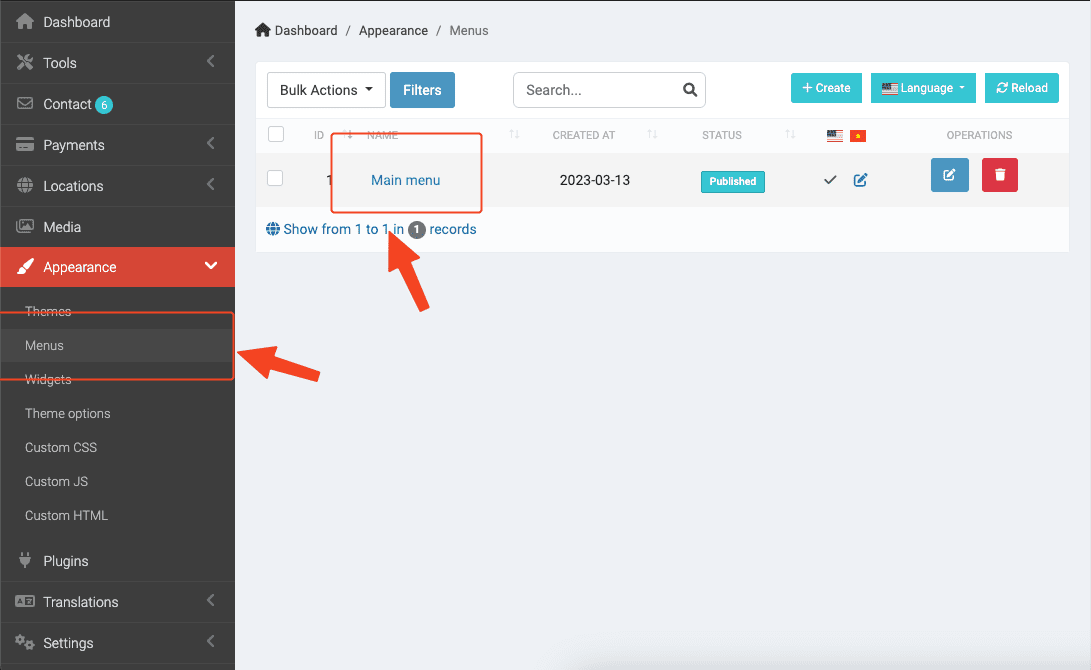 Dashboard
Tools
Contact 6
Payments
Locations
Media
Appearance
Themes
Menus
Widgets
Theme options
Custom CSS
Custom JS
Custom HTML
Plugins
Translations
Settings
Dashboard / Appearance / Menus
Bulk Actions Filters Search... + Create Language Reload
ID NAME CREATED AT STATUS OPERATIONS
1 Main menu 2023-03-13 Published
Show from 1 to 1 in 1 records